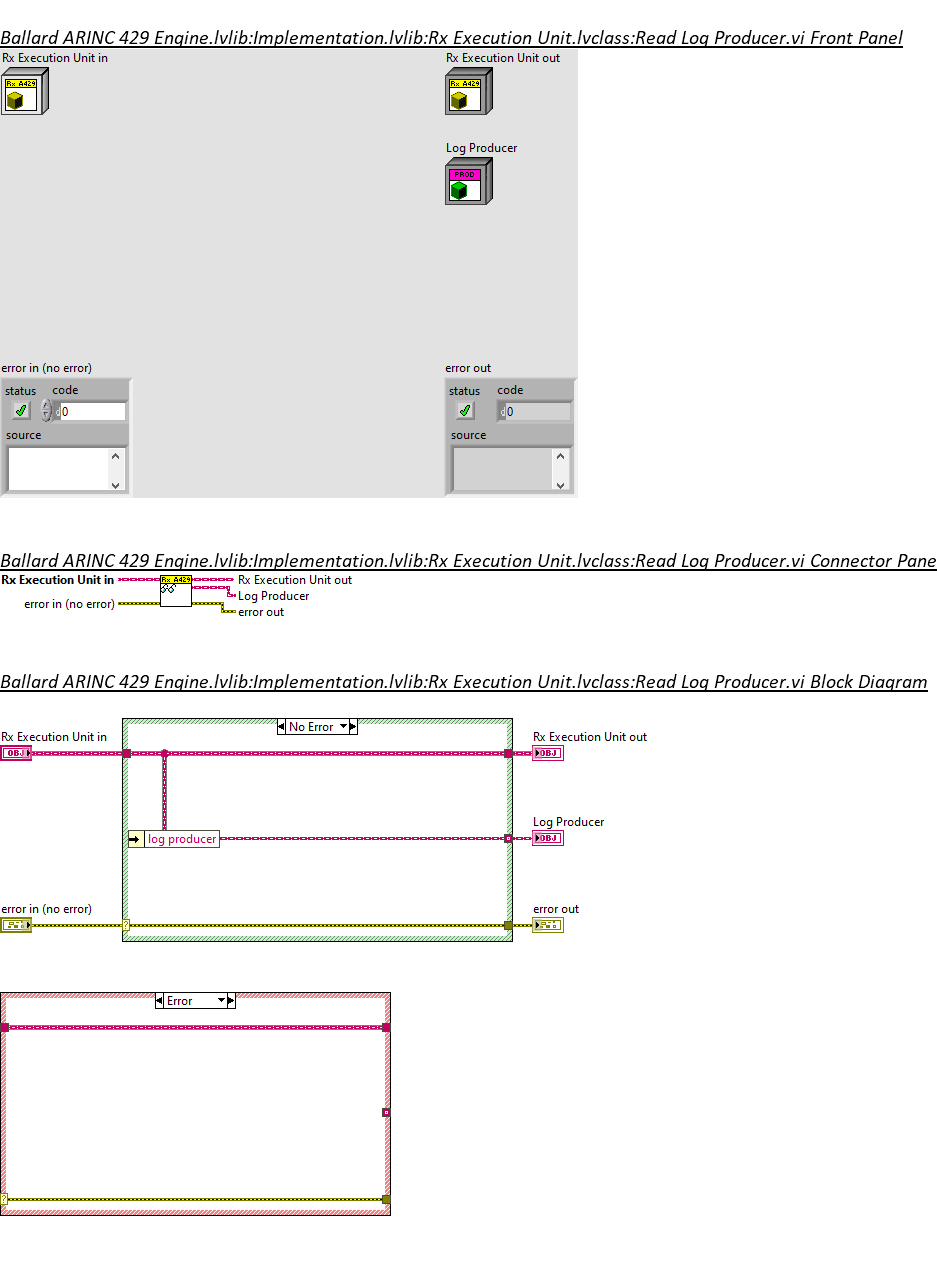 Ballard ARINC 429 Engine.lvlib:Implementation.lvlib:Rx Execution Unit.lvclass:Read Log Producer.vi Front Panel
Rx Execution Unit in
Rx Execution Unit out
Rx A429
Rx A429
Log Producer
PROD
error in (no error)
error out
status code
status code
d 0
d 0
source
source
Ballard ARINC 429 Engine.lvlib:Implementation.lvlib:Rx Execution Unit.lvclass:Read Log Producer.vi Connector Pane
Rx Execution Unit in
Rx A429
Rx Execution Unit out
Log Producer
error in (no error)
error out
Ballard ARINC 429 Engine.lvlib:Implementation.lvlib:Rx Execution Unit.lvclass:Read Log Producer.vi Block Diagram
No Error
Rx Execution Unit in
Rx Execution Unit out
OBJ
OBJ
Log Producer
log producer
OBJ
error in (no error)
error out
?
Error
?